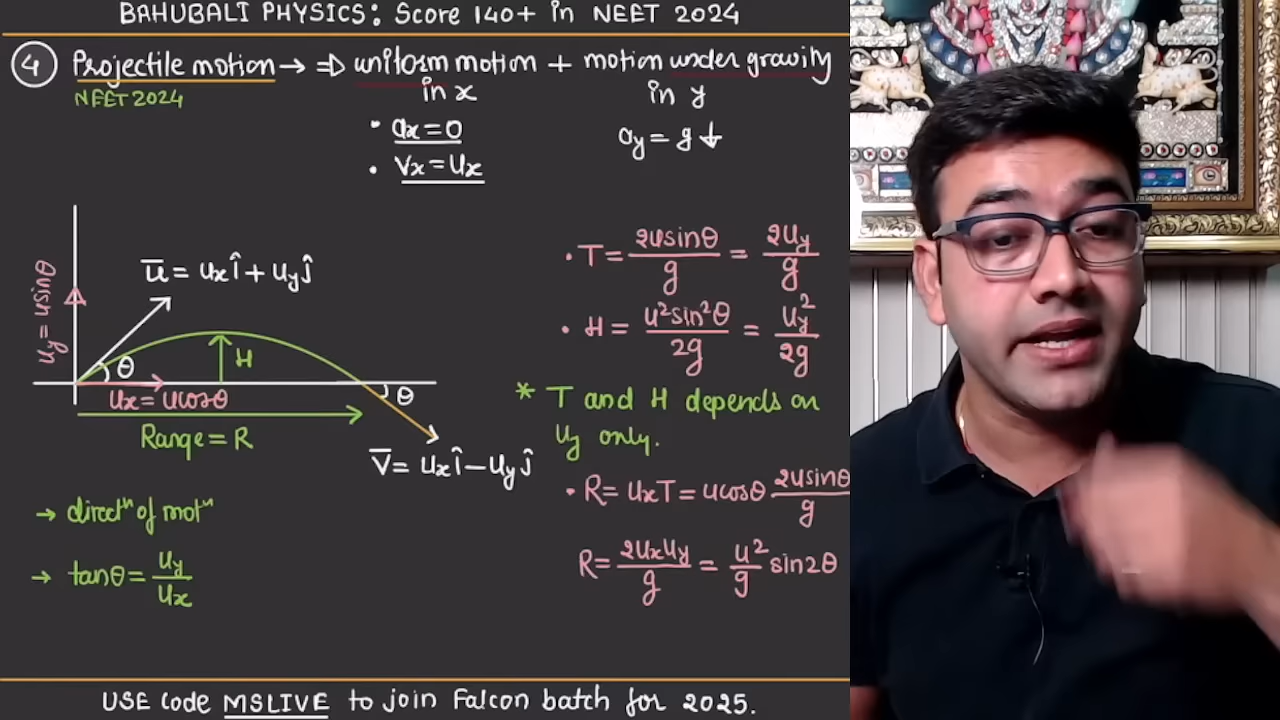 BAHUBALI PHYSICS: Score 140+ in NEET 2024
④ Projectile motion → ⇒ uniform motion + motion under gravity
NEET 2024
in x
in y
• ax = 0
ay = g ↓
• Vx = Ux
uy = usinθ
u̅ = uxî + uyĵ
θ
H
ux = ucosθ
Range = R
θ
V̅ = uxî − uyĵ
→ directⁿ of motⁿ
→ tanθ = uy/ux
• T = 2usinθ/g = 2uy/g
• H = u²sin²θ/2g = uy²/2g
* T and H depends on
uy only.
• R = uxT = ucosθ 2usinθ/g
R = 2uxuy/g = u²/g sin2θ
USE Code MSLIVE to join Falcon batch for 2025.